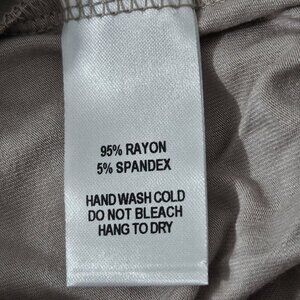 95% RAYON
5% SPANDEX
HAND WASH COLD
DO NOT BLEACH
HANG TO DRY